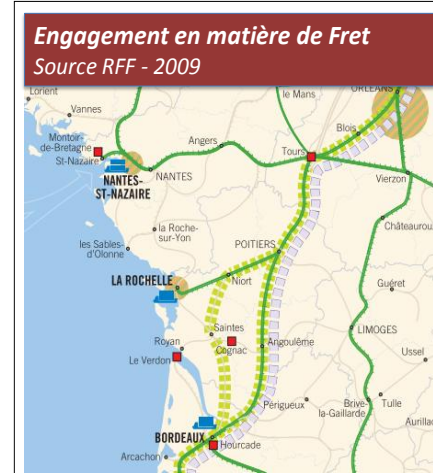 Engagement en matière de Fret
Source RFF - 2009
Lorient
Vannes
le Mans
ORLÉANS
Montoir-
de-Bretagne
St-Nazaire
Angers
Blois
Tours
NANTES-
ST-NAZAIRE
NANTES
Vierzon
la Roche-
sur-Yon
les Sables-
d'Olonne
POITIERS
Châteauroux
LA ROCHELLE
Niort
Guéret
Saintes
Royan
Cognac
Angoulême
LIMOGES
Le Verdon
Ussel
Périgueux
Brive-
la-Gaillarde
Tulle
Aurilla
BORDEAUX
Hourcade
Arcachon